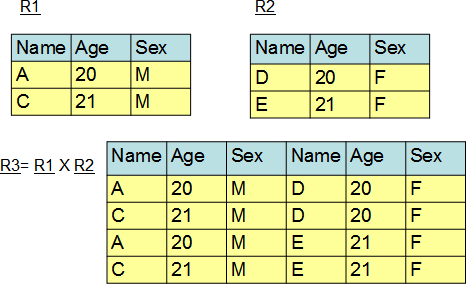 R1 R2
Name Age Sex Name Age Sex
A 20 M D 20 F
C 21 M E 21 F
R3= R1 X R2
Name Age Sex Name Age Sex
A 20 M D 20 F
C 21 M D 20 F
A 20 M E 21 F
C 21 M E 21 F